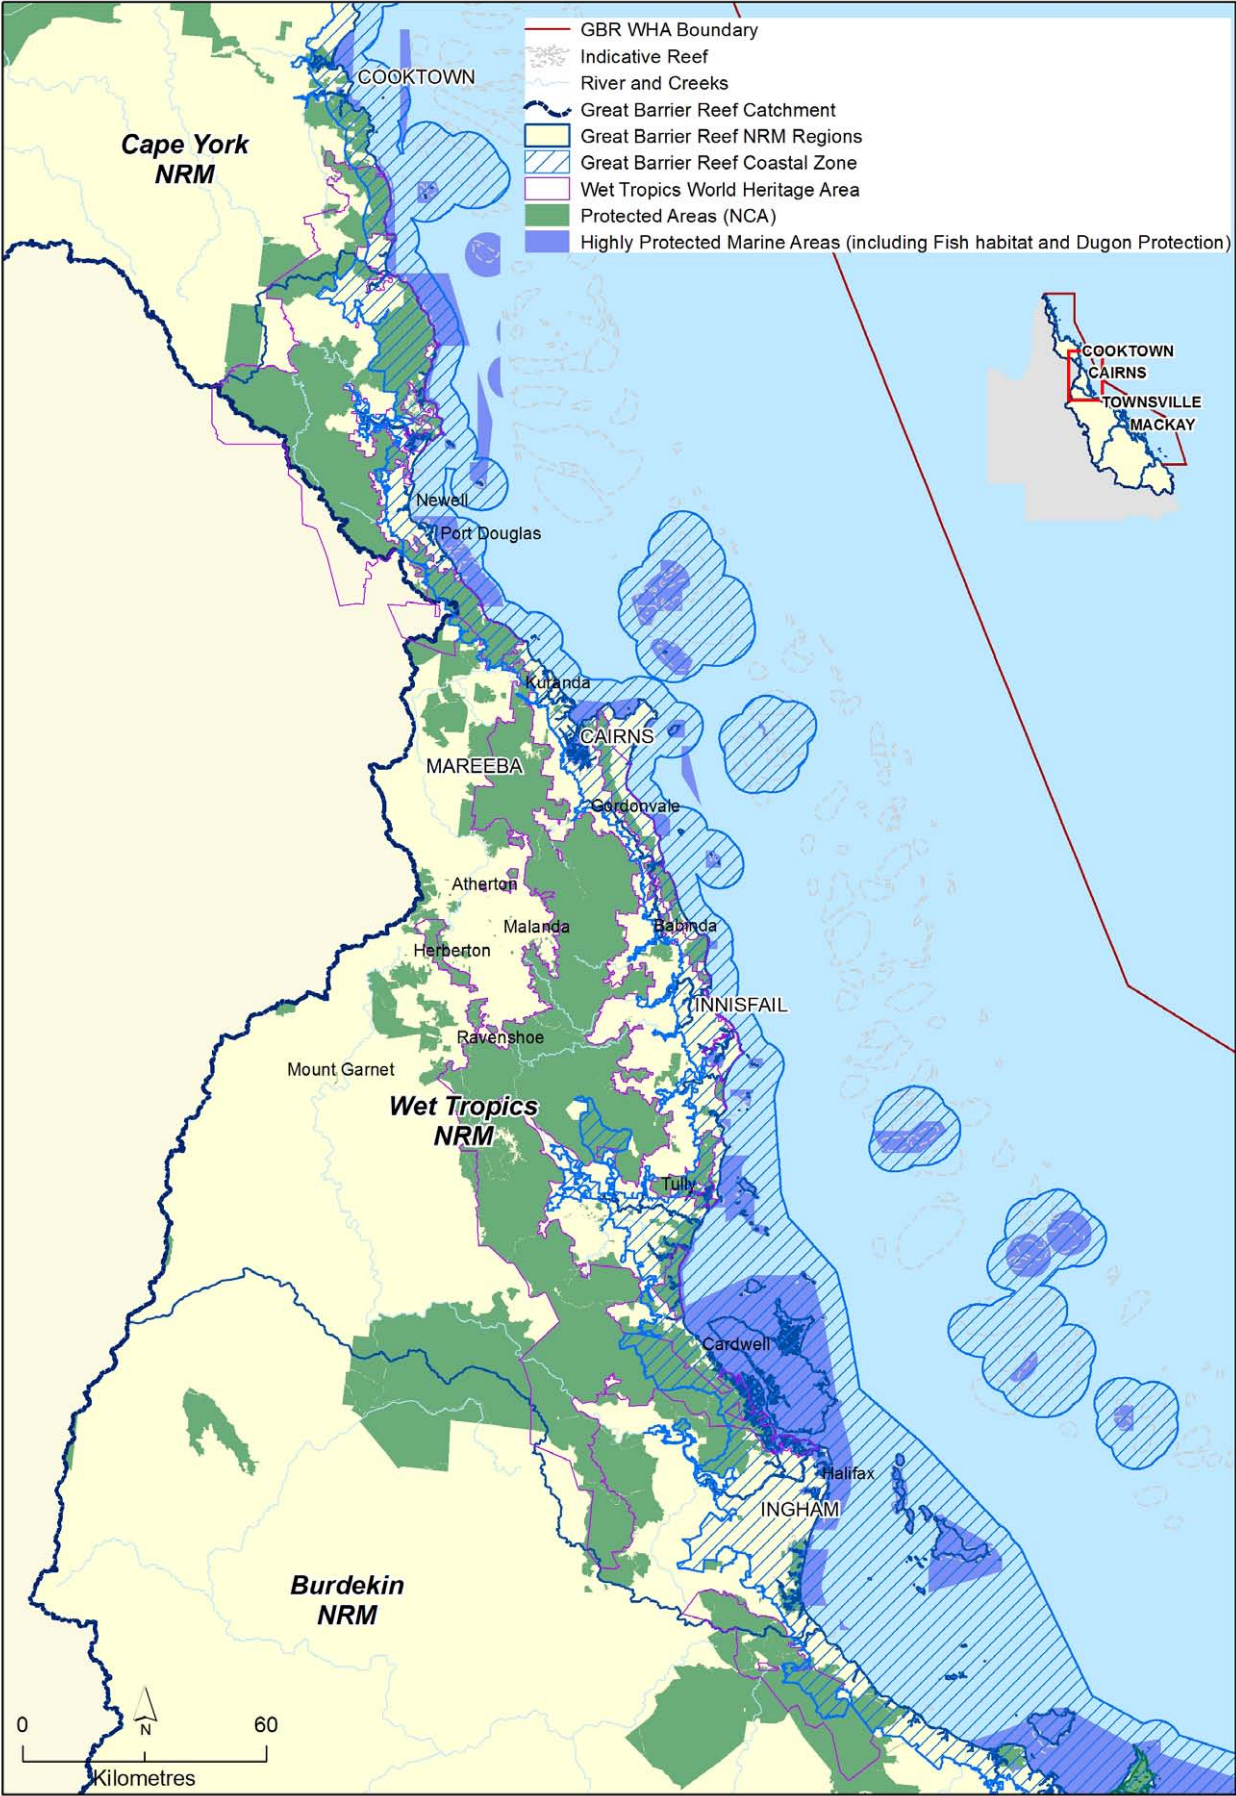 GBR WHA Boundary
Indicative Reef
River and Creeks
Great Barrier Reef Catchment
Great Barrier Reef NRM Regions
Great Barrier Reef Coastal Zone
Wet Tropics World Heritage Area
Protected Areas (NCA)
Highly Protected Marine Areas (including Fish habitat and Dugon Protection)
COOKTOWN
Cape York
NRM
COOKTOWN
CAIRNS
TOWNSVILLE
MACKAY
Newell
Port Douglas
Kuranda
CAIRNS
MAREEBA
Gordonvale
Atherton
Malanda
Babinda
Herberton
INNISFAIL
Ravenshoe
Mount Garnet
Wet Tropics
NRM
Tully
Cardwell
Halifax
INGHAM
Burdekin
NRM
0 N 60
Kilometres